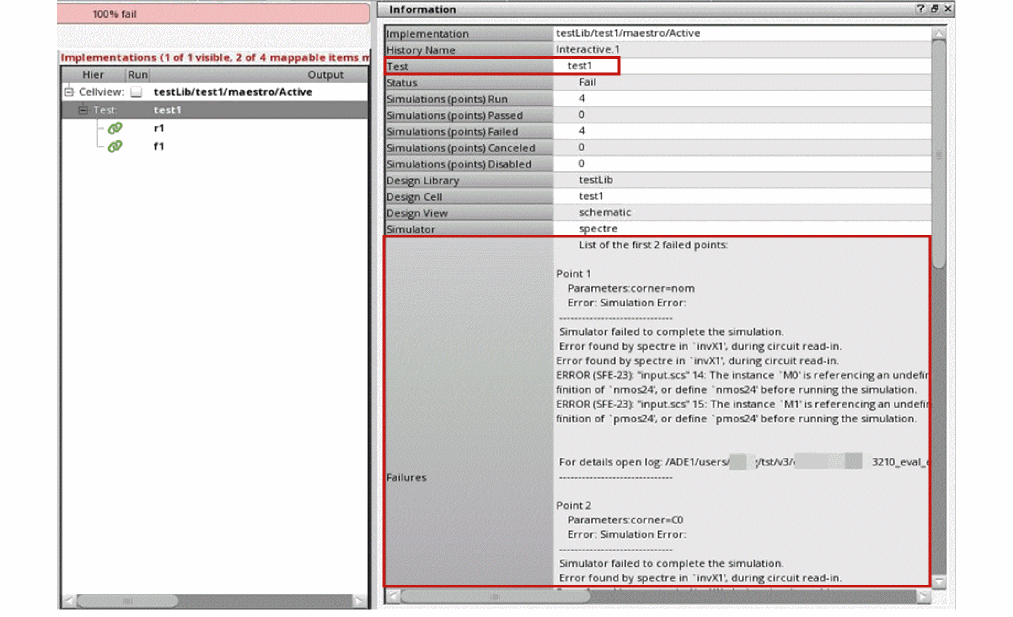 100% fail
Implementations (1 of 1 visible, 2 of 4 mappable items m
Hier Run Output
Cellview: testLib/test1/maestro/Active
Test: test1
r1
f1
Information
Implementation testLib/test1/maestro/Active
History Name Interactive.1
Test test1
Status Fail
Simulations (points) Run 4
Simulations (points) Passed 0
Simulations (points) Failed 4
Simulations (points) Canceled 0
Simulations (points) Disabled 0
Design Library testLib
Design Cell test1
Design View schematic
Simulator spectre
Failures
List of the first 2 failed points:
Point 1
Parameters:corner=nom
Error: Simulation Error:
------------------------------
Simulator failed to complete the simulation.
Error found by spectre in `invX1', during circuit read-in.
Error found by spectre in `invX1', during circuit read-in.
ERROR (SFE-23): "input.scs" 14: The instance `M0' is referencing an undefin
finition of `nmos24', or define `nmos24' before running the simulation.
ERROR (SFE-23): "input.scs" 15: The instance `M1' is referencing an undefin
finition of `pmos24', or define `pmos24' before running the simulation.
For details open log: /ADE1/users/ /tst/v3/ 3210_eval_
------------------------------
Point 2
Parameters:corner=C0
Error: Simulation Error:
------------------------------
Simulator failed to complete the simulation.
Error found by spectre in `invX1', during circuit read-in.